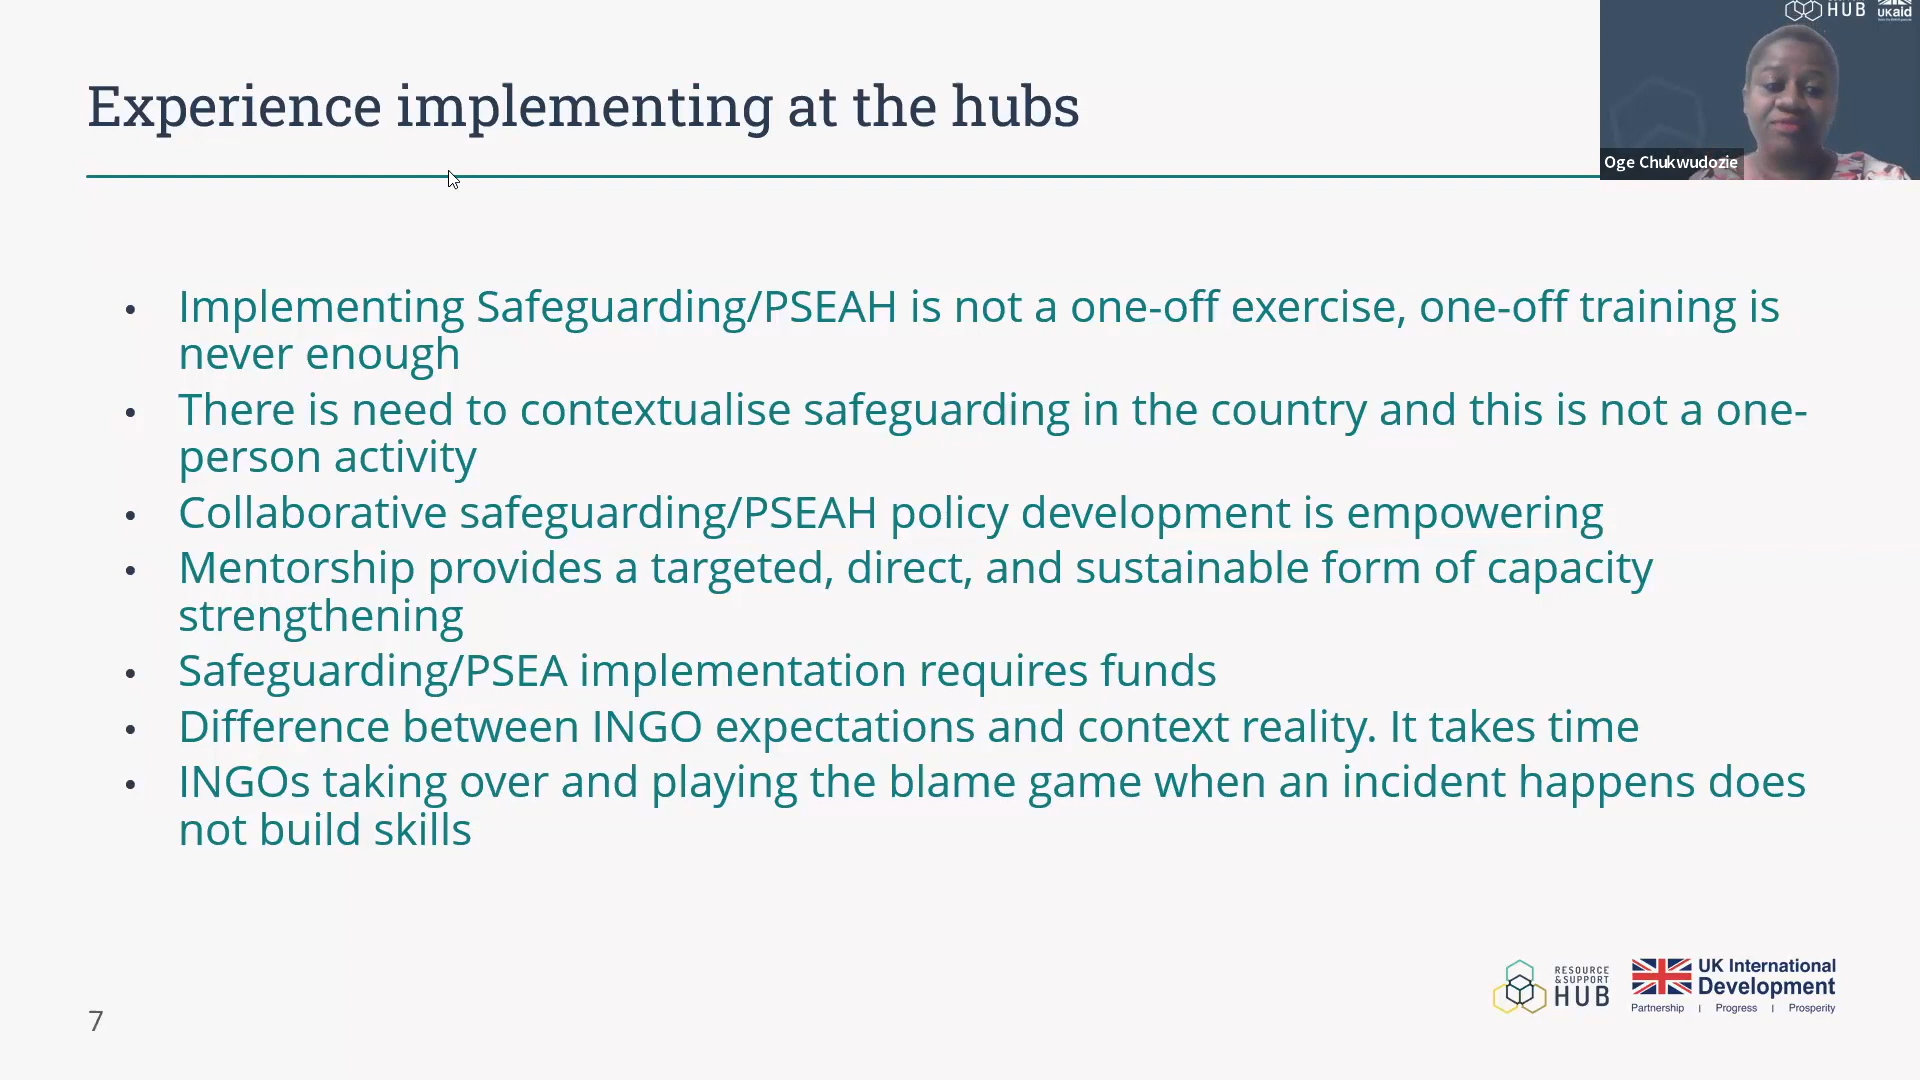 HUB
UKaid
Experience implementing at the hubs
Oge Chukwudozie
• Implementing Safeguarding/PSEAH is not a one-off exercise, one-off training is
never enough
• There is need to contextualise safeguarding in the country and this is not a one-
person activity
• Collaborative safeguarding/PSEAH policy development is empowering
• Mentorship provides a targeted, direct, and sustainable form of capacity
strengthening
• Safeguarding/PSEA implementation requires funds
• Difference between INGO expectations and context reality. It takes time
• INGOs taking over and playing the blame game when an incident happens does
not build skills
RESOURCE
&SUPPORT
HUB
UK International
Development
Partnership | Progress | Prosperity
7